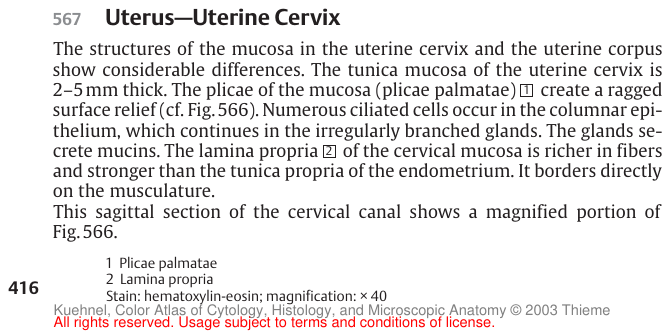 567 Uterus—Uterine Cervix
The structures of the mucosa in the uterine cervix and the uterine corpus
show considerable differences. The tunica mucosa of the uterine cervix is
2–5 mm thick. The plicae of the mucosa (plicae palmatae) 1 create a ragged
surface relief (cf. Fig. 566). Numerous ciliated cells occur in the columnar epi-
thelium, which continues in the irregularly branched glands. The glands se-
crete mucins. The lamina propria 2 of the cervical mucosa is richer in fibers
and stronger than the tunica propria of the endometrium. It borders directly
on the musculature.
This sagittal section of the cervical canal shows a magnified portion of
Fig. 566.
1 Plicae palmatae
2 Lamina propria
416
Stain: hematoxylin-eosin; magnification: × 40
Kuehnel, Color Atlas of Cytology, Histology, and Microscopic Anatomy © 2003 Thieme
All rights reserved. Usage subject to terms and conditions of license.